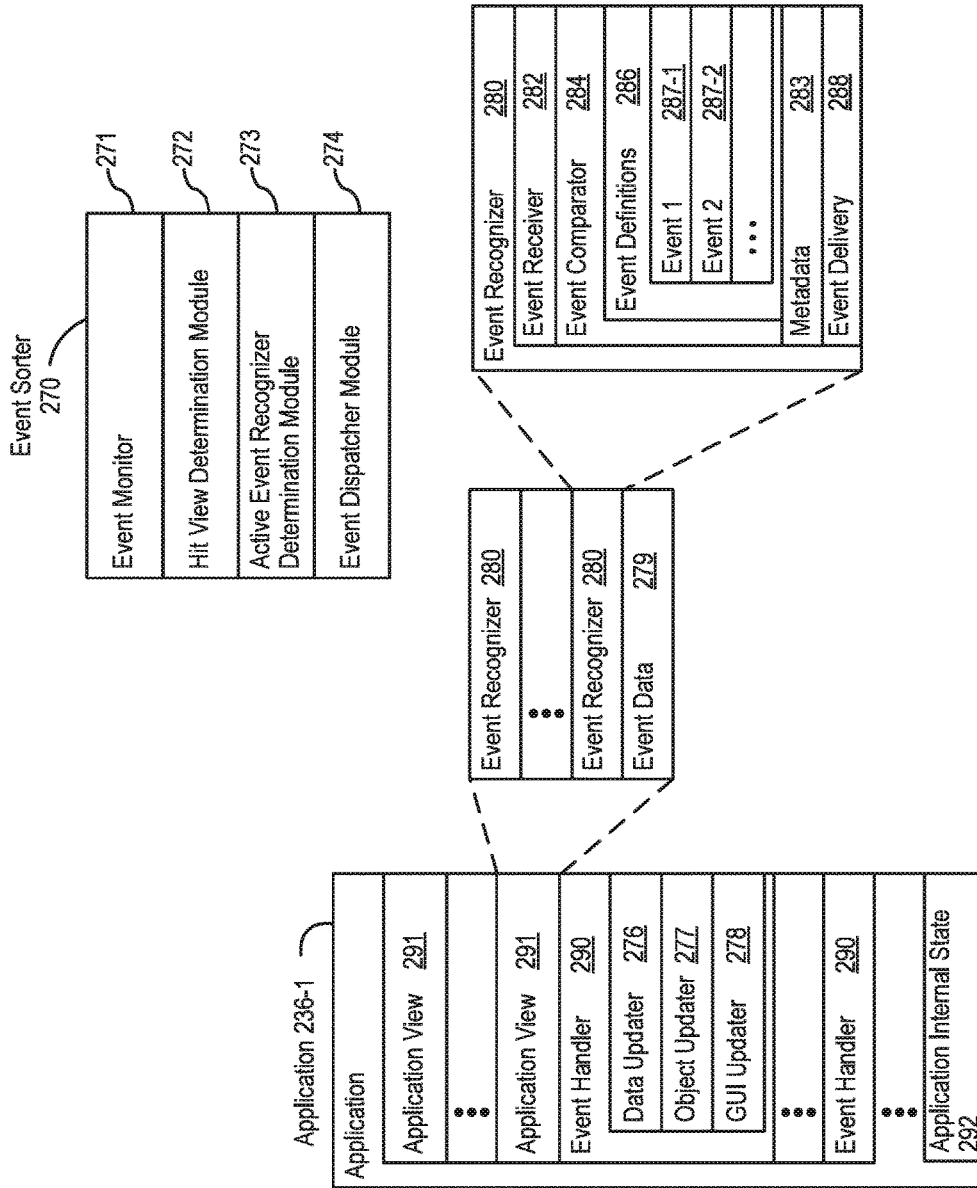 Event Sorter
270
Event Monitor
271
Hit View Determination Module
272
Active Event Recognizer
Determination Module
273
Event Dispatcher Module
274
Application 236-1
Application
Application View 291
Application View 291
Event Handler 290
Data Updater 276
Object Updater 277
GUI Updater 278
Event Handler 290
Application Internal State
292
Event Recognizer 280
Event Recognizer 280
Event Data 279
Event Recognizer 280
Event Receiver 282
Event Comparator 284
Event Definitions 286
Event 1 287-1
Event 2 287-2
Metadata 283
Event Delivery 288